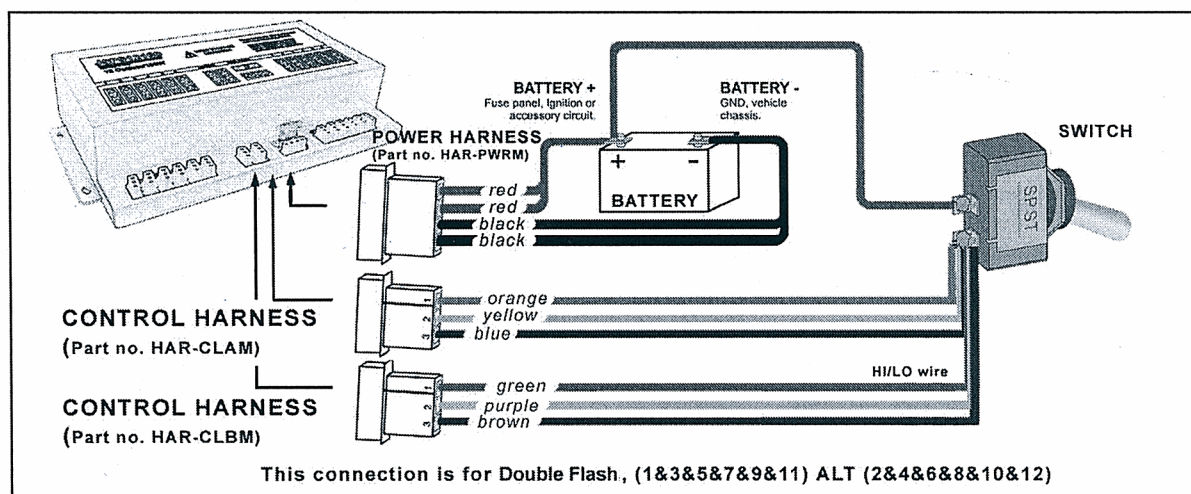 BATTERY +
Fuse panel, Ignition or
accessory circuit.
BATTERY -
GND, vehicle
chassis.
SWITCH
POWER HARNESS
(Part no. HAR-PWRM)
+ -
BATTERY
SPST
red
red
black
black
CONTROL HARNESS
(Part no. HAR-CLAM)
1 orange
2 yellow
3 blue
CONTROL HARNESS
(Part no. HAR-CLBM)
HI/LO wire
1 green
2 purple
3 brown
This connection is for Double Flash, (1&3&5&7&9&11) ALT (2&4&6&8&10&12)